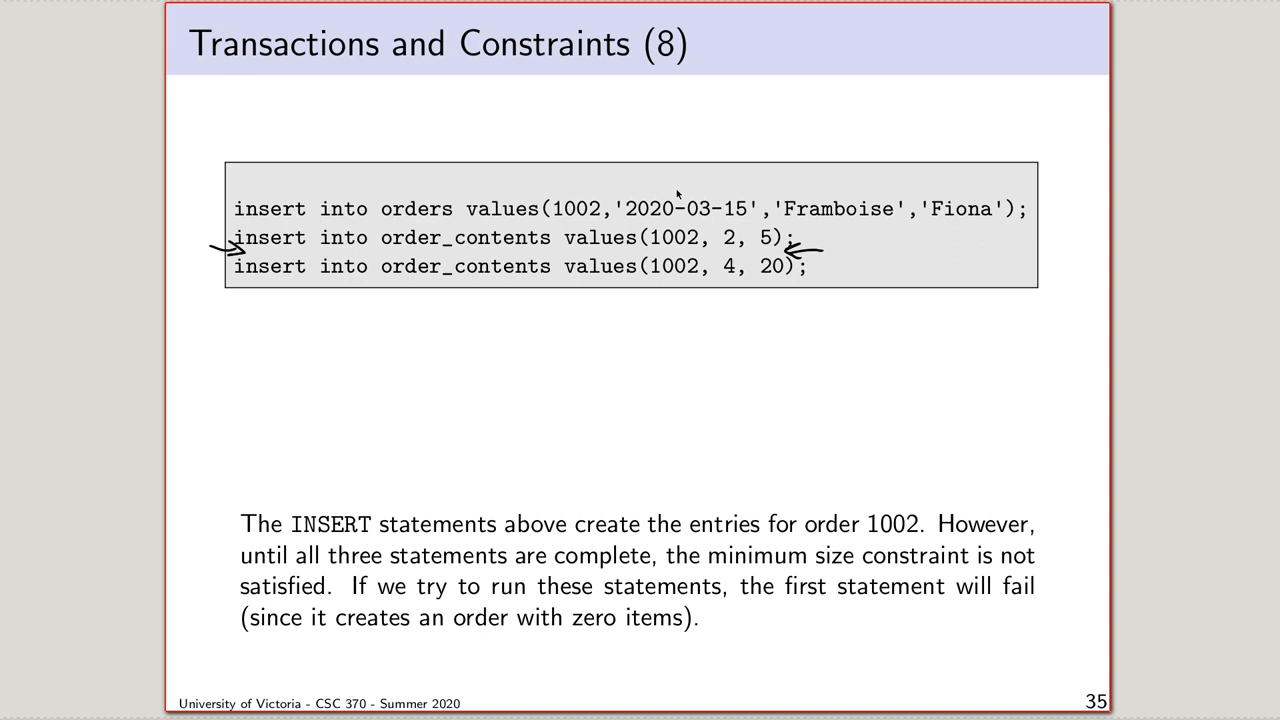 Transactions and Constraints (8)
insert into orders values(1002,'2020-03-15','Framboise','Fiona');
insert into order_contents values(1002, 2, 5);
insert into order_contents values(1002, 4, 20);
The INSERT statements above create the entries for order 1002. However,
until all three statements are complete, the minimum size constraint is not
satisfied. If we try to run these statements, the first statement will fail
(since it creates an order with zero items).
University of Victoria - CSC 370 - Summer 2020
35